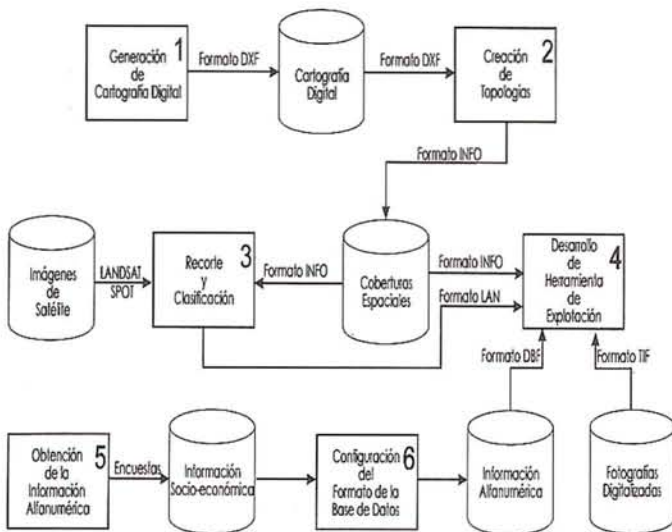 1
Generación
de
Cartografía Digital
Formato DXF
Cartografía
Digital
Formato DXF
2
Creación
de
Topologías
Formato INFO
Imágenes
de
Satélite
LANDSAT
SPOT
3
Recorte
y
Clasificación
Formato INFO
Coberturas
Espaciales
Formato INFO
Formato LAN
4
Desarrollo
de
Herramienta
de
Explotación
Formato DBF
Formato TIF
5
Obtención
de la
Información
Alfanumérica
Encuestas
Información
Socio-económica
6
Configuración
del
Formato de la
Base de Datos
Información
Alfanumérica
Fotografías
Digitalizadas